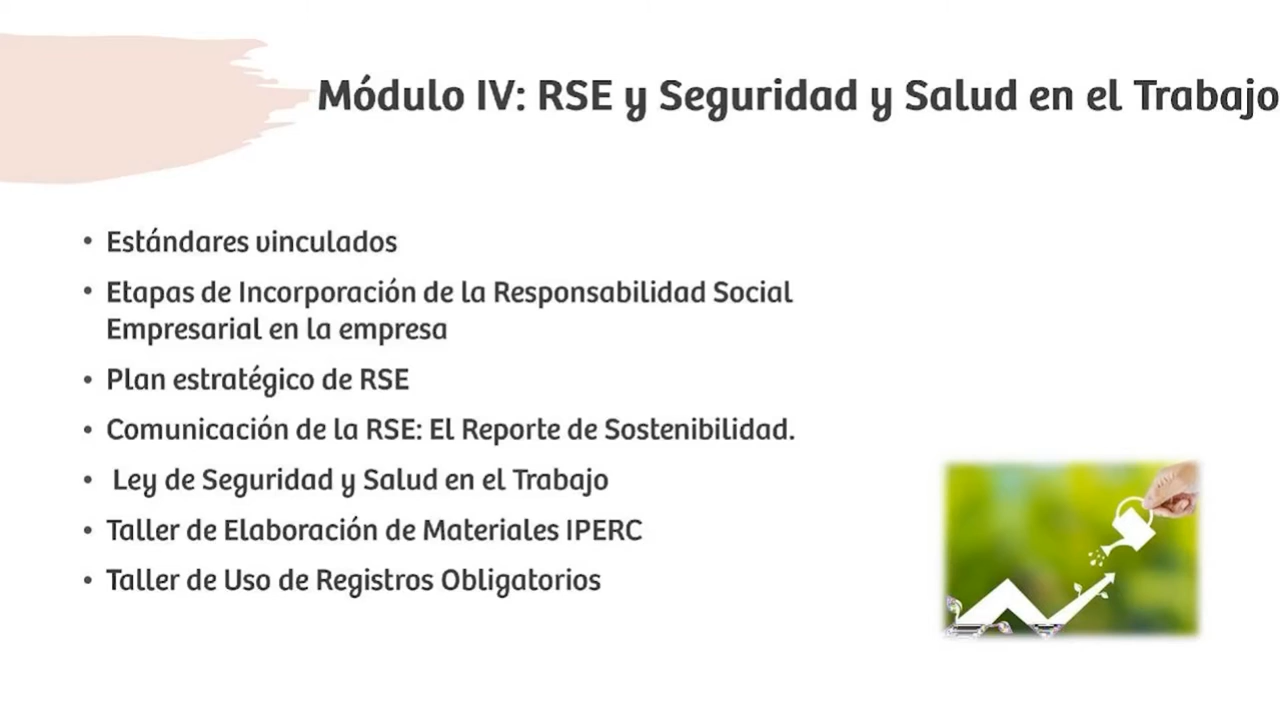 Módulo IV: RSE y Seguridad y Salud en el Trabajo
• Estándares vinculados
• Etapas de Incorporación de la Responsabilidad Social
Empresarial en la empresa
• Plan estratégico de RSE
• Comunicación de la RSE: El Reporte de Sostenibilidad.
• Ley de Seguridad y Salud en el Trabajo
• Taller de Elaboración de Materiales IPERC
• Taller de Uso de Registros Obligatorios